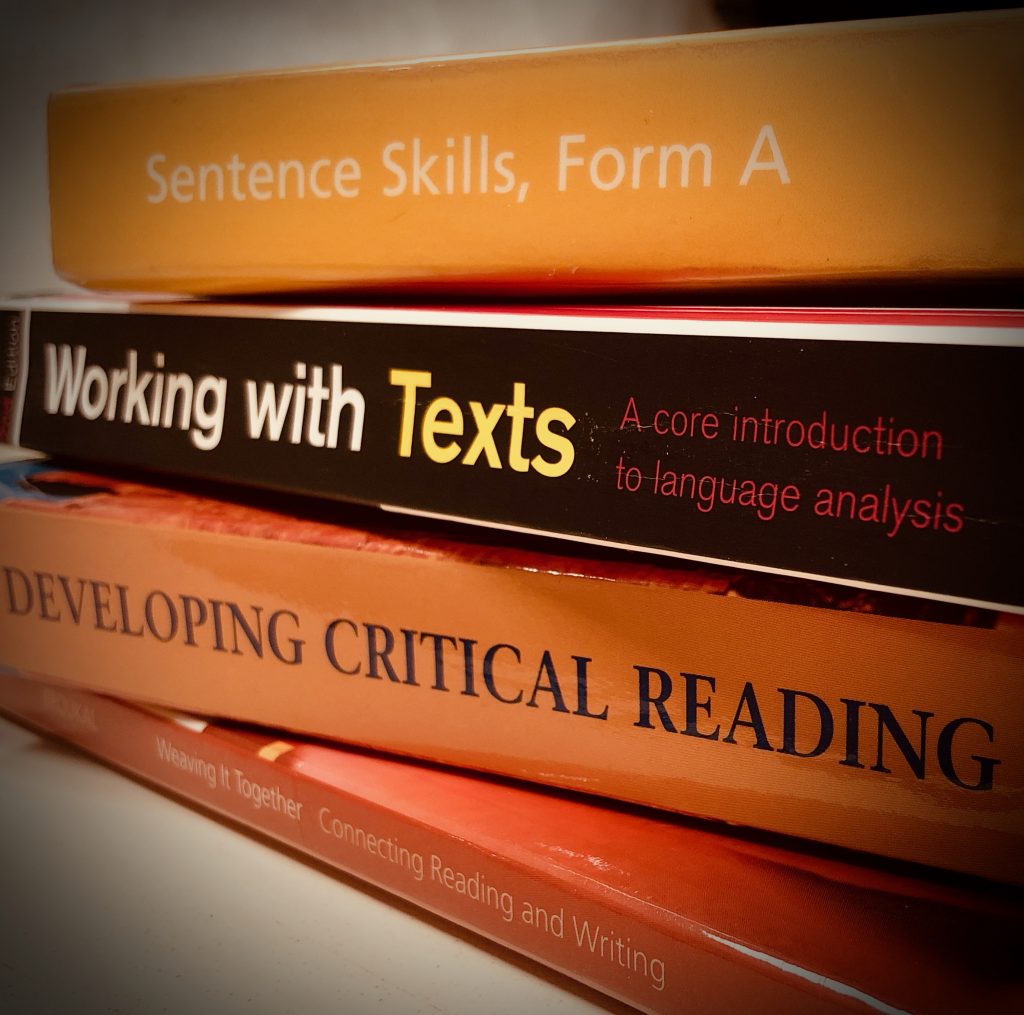 Sentence Skills, Form A
Edition
Working with Texts
A core introduction
to language analysis
DEVELOPING CRITICAL READING
Weaving It Together Connecting Reading and Writing